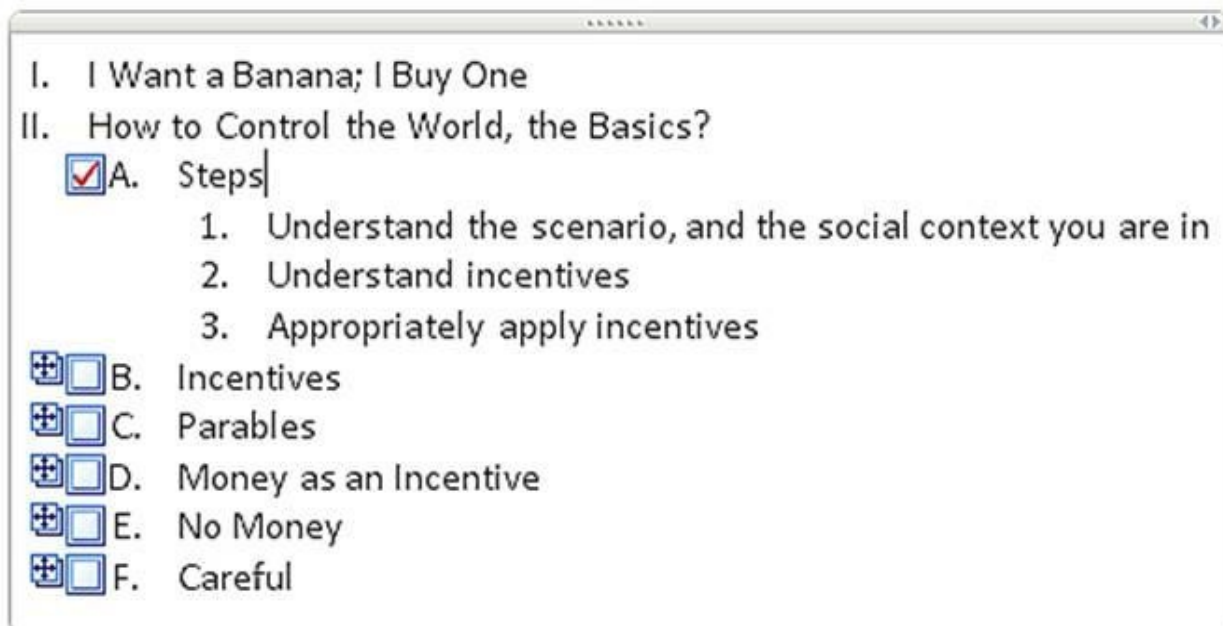 I. I Want a Banana; I Buy One
II. How to Control the World, the Basics?
A. Steps
1. Understand the scenario, and the social context you are in
2. Understand incentives
3. Appropriately apply incentives
B. Incentives
C. Parables
D. Money as an Incentive
E. No Money
F. Careful